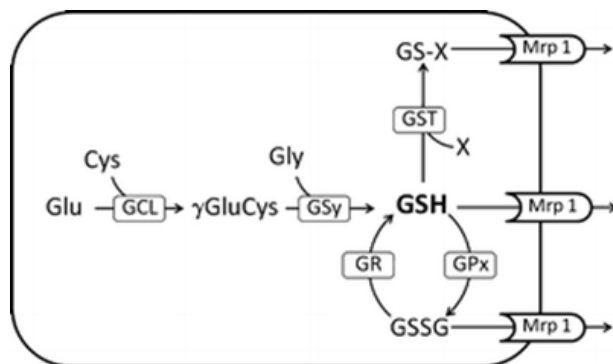 GS-X
Mrp 1
GST
X
Cys
Gly
Glu
GCL
γGluCys
GSy
GSH
Mrp 1
GR
GPx
GSSG
Mrp 1